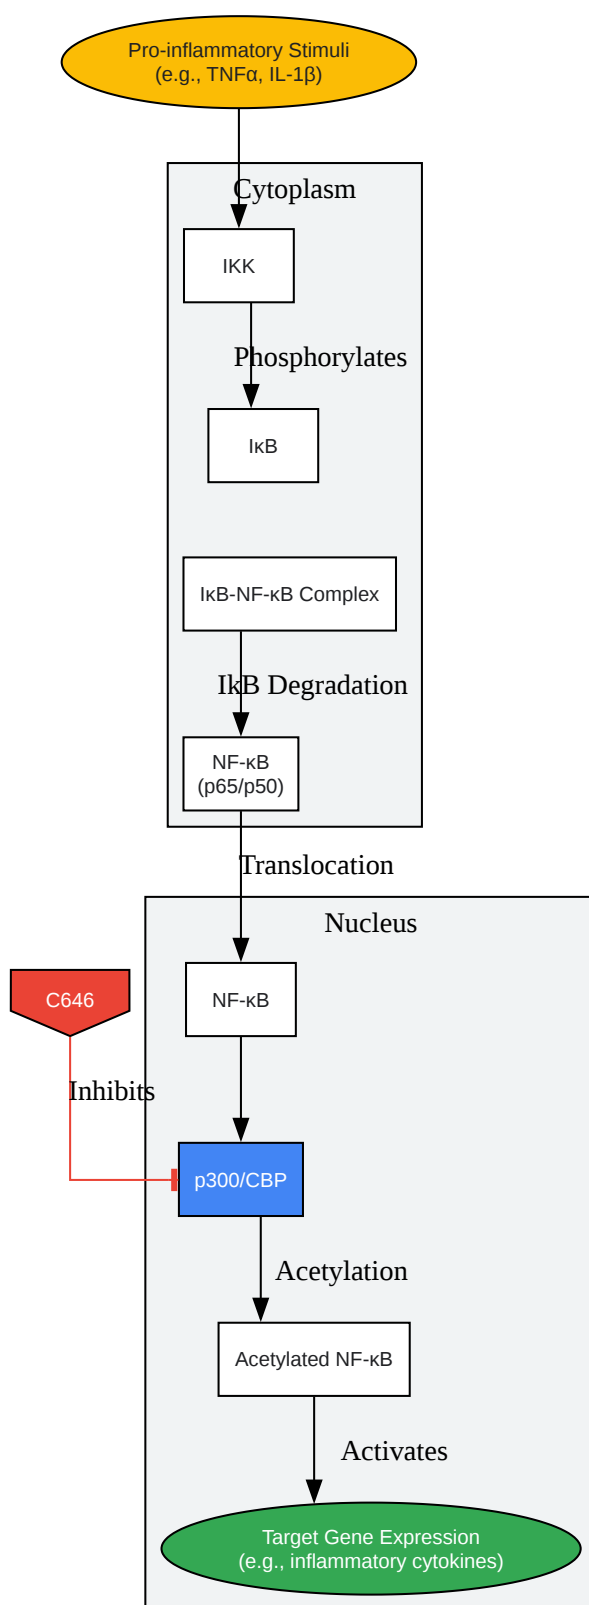 Pro-inflammatory Stimuli
(e.g., TNFα, IL-1β)
Cytoplasm
IKK
Phosphorylates
IκB
IκB-NF-κB Complex
IkB Degradation
NF-κB
(p65/p50)
Translocation
Nucleus
NF-κB
C646
Inhibits
p300/CBP
Acetylation
Acetylated NF-κB
Activates
Target Gene Expression
(e.g., inflammatory cytokines)